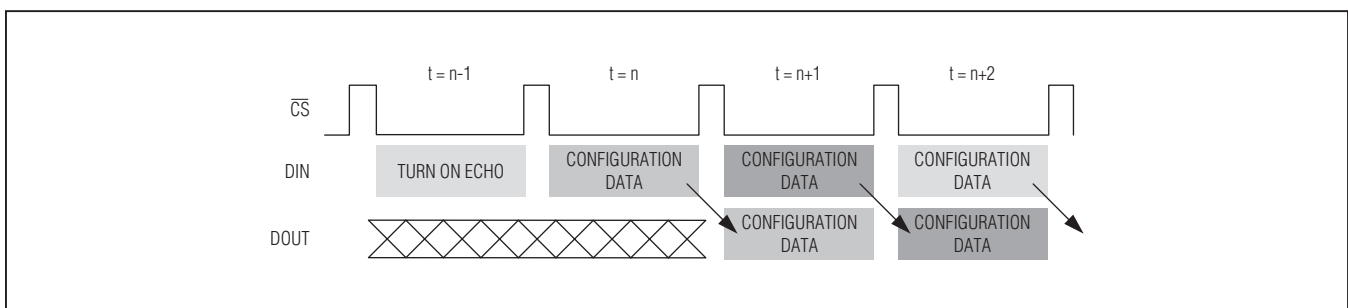 t = n-1 t = n t = n+1 t = n+2
CS
DIN TURN ON ECHO CONFIGURATION DATA CONFIGURATION DATA CONFIGURATION DATA
DOUT CONFIGURATION DATA CONFIGURATION DATA